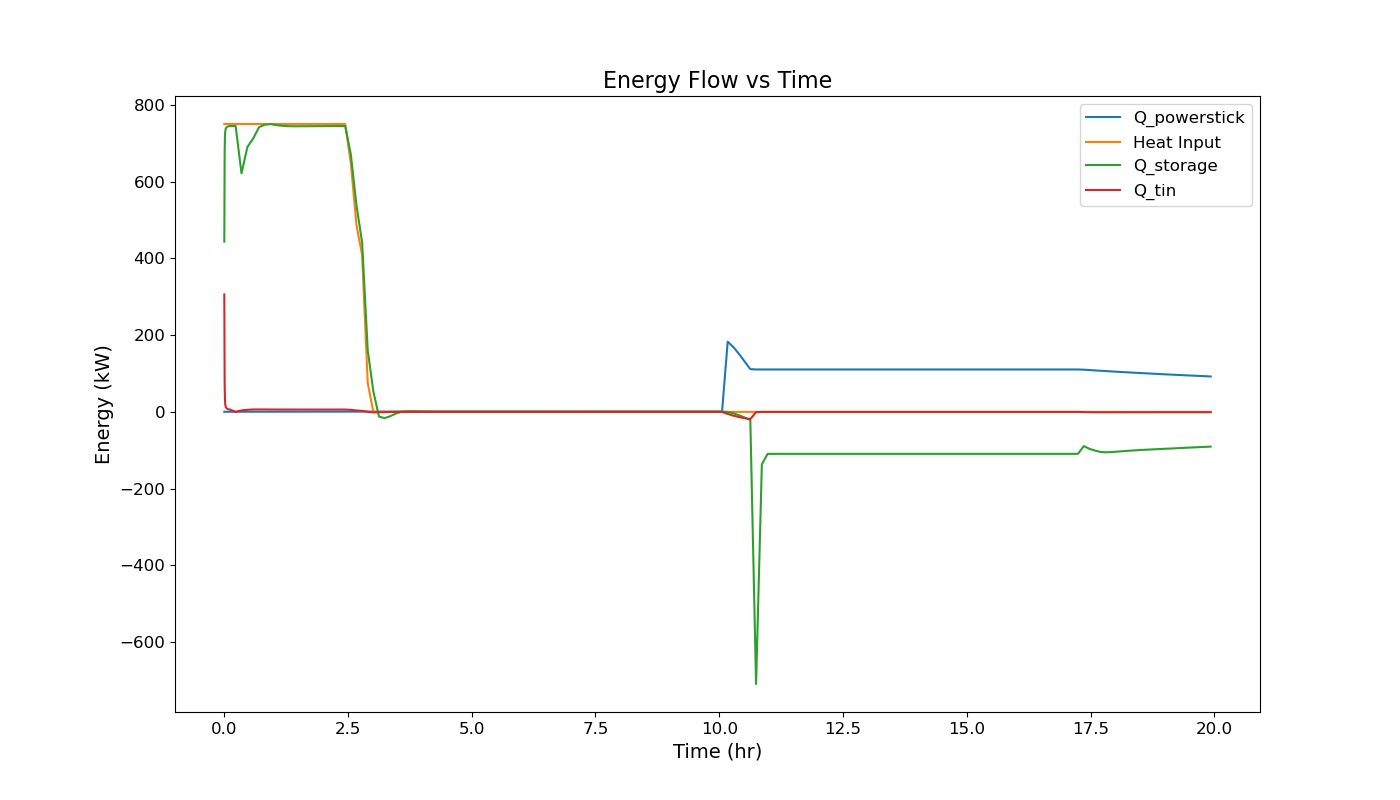 Energy Flow vs Time
Q_powerstick
Heat Input
Q_storage
Q_tin
Energy (kW)
800
600
400
200
0
−200
−400
−600
0.0 2.5 5.0 7.5 10.0 12.5 15.0 17.5 20.0
Time (hr)